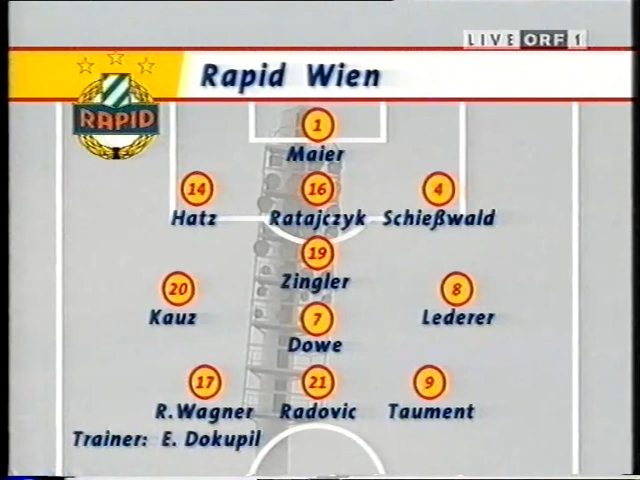 LIVE ORF 1
Rapid Wien
RAPID
1
Maier
14 16 4
Hatz Ratajczyk Schießwald
19
Zingler
20 8
Kauz Lederer
7
Dowe
17 21 9
R.Wagner Radovic Taument
Trainer: E. Dokupil